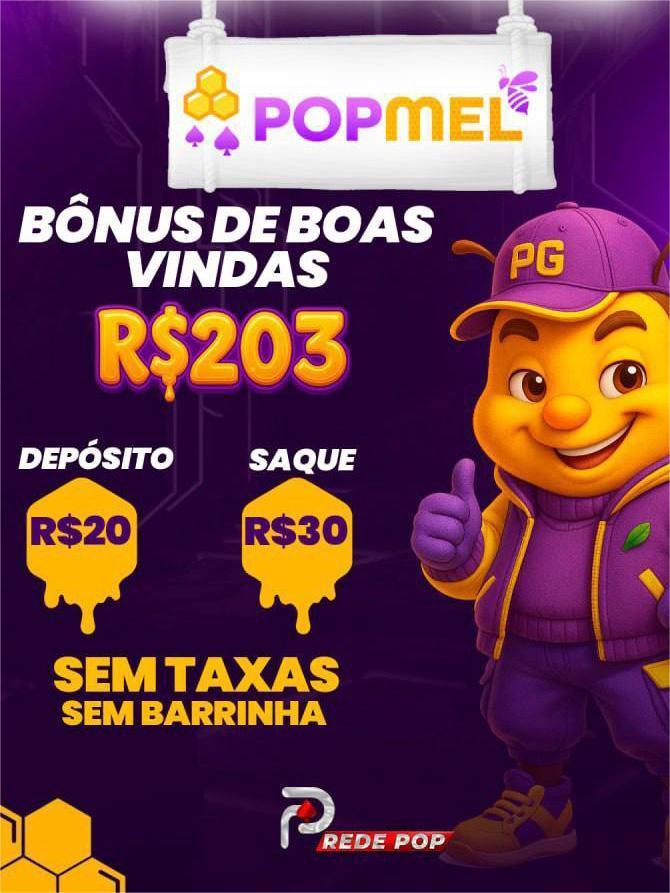 POPMEL
BÔNUS DE BOAS
VINDAS
R$203
PG
DEPÓSITO
SAQUE
R$20
R$30
SEM TAXAS
SEM BARRINHA
REDE POP